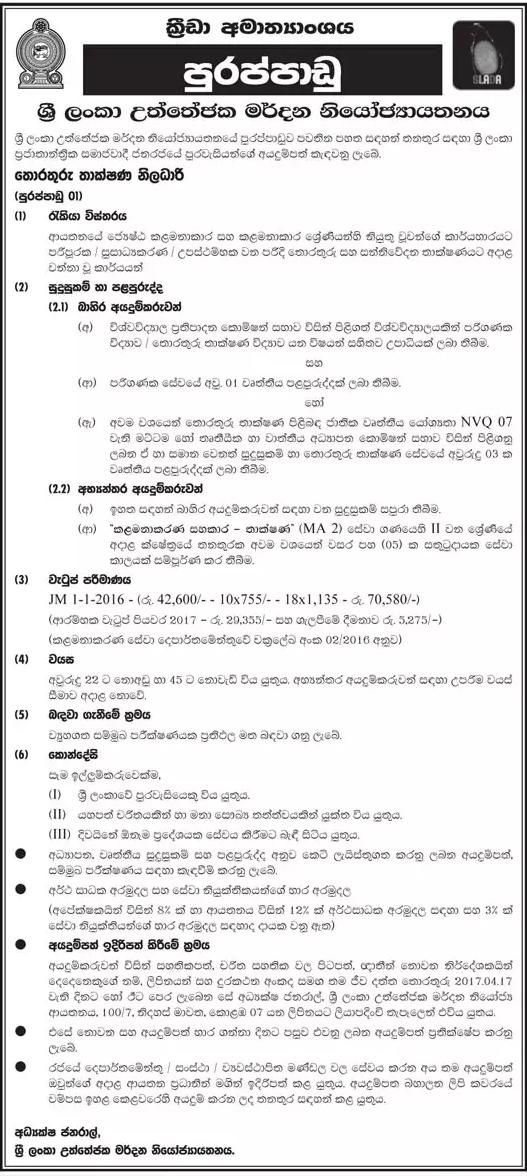 ක්‍රීඩා අමාත්‍යාංශය
පුරප්පාඩු
SLADA
ශ්‍රී ලංකා උත්තේජක මර්දන නියෝජ්‍යායතනය
ශ්‍රී ලංකා උත්තේජක මර්දන නියෝජ්‍යායතනයේ පුරප්පාඩුව පවතින පහත සඳහන් තනතුර සඳහා ශ්‍රී ලංකා
ප්‍රජාතාන්ත්‍රික සමාජවාදී ජනරජයේ පුරවැසියන්ගේ අයදුම්පත් කැඳවනු ලැබේ.
තොරතුරු තාක්ෂණ නිලධාරී
(පුරප්පාඩු 01)
(1) රැකියා විස්තරය
ආයතනයේ ජ්‍යෙෂ්ඨ කළමනාකාර සහ කළමනාකාර ශ්‍රේණියන්හි නියුතු වූවන්ගේ කාර්යභාරයට
පරිපූරක / සුසාධ්‍යකරණ / උපස්ථම්භක වන පරිදි තොරතුරු සහ සන්නිවේදන තාක්ෂණයට අදාළ
වන්නා වූ කාර්යයන්
(2) සුදුසුකම් හා පළපුරුද්ද
(2.1) බාහිර අයදුම්කරුවන්
(අ) විශ්වවිද්‍යාල ප්‍රතිපාදන කොමිෂන් සභාව විසින් පිළිගත් විශ්වවිද්‍යාලයකින් පරිගණක
විද්‍යාව / තොරතුරු තාක්ෂණ විද්‍යාව යන විෂයන් සහිතව උපාධියක් ලබා තිබීම.
සහ
(ආ) පරිගණක සේවයේ අවු. 01 වෘත්තීය පළපුරුද්දක් ලබා තිබීම.
හෝ
(ඇ) අවම වශයෙන් තොරතුරු තාක්ෂණ පිළිබඳ ජාතික වෘත්තීය යෝග්‍යතා NVQ 07
වැනි මට්ටම හෝ තෘතීයික හා වෘත්තීය අධ්‍යාපන කොමිෂන් සභාව විසින් පිළිගනු
ලබන ඒ හා සමාන වෙනත් සුදුසුකම් හා තොරතුරු තාක්ෂණ සේවයේ අවුරුදු 03 ක
වෘත්තීය පළපුරුද්දක් ලබා තිබීම.
(2.2) අභ්‍යන්තර අයදුම්කරුවන්
(අ) ඉහත සඳහන් බාහිර අයදුම්කරුවන් සඳහා වන සුදුසුකම් සපුරා තිබීම.
(ආ) "කළමනාකරණ සහකාර – තාක්ෂණ" (MA 2) සේවා ගණයෙහි II වන ශ්‍රේණියේ
අදාළ ක්ෂේත්‍රයේ තනතුරක අවම වශයෙන් වසර පහ (05) ක සතුටුදායක සේවා
කාලයක් සම්පූර්ණ කර තිබීම.
(3) වැටුප් පරිමාණය
JM 1-1-2016 - (රු. 42,600/- - 10x755/- - 18x1,135 - රු. 70,580/-)
(ආරම්භක වැටුප් පියවර 2017 – රු. 29,355/- සහ ගැලපීමේ දීමනාව රු. 5,275/-)
(කළමනාකරණ සේවා දෙපාර්තමේන්තුවේ චක්‍රලේඛ අංක 02/2016 අනුව)
(4) වයස
අවුරුදු 22 ට නොඅඩු හා 45 ට නොවැඩි විය යුතුය. අභ්‍යන්තර අයදුම්කරුවන් සඳහා උපරිම වයස්
සීමාව අදාළ නොවේ.
(5) බඳවා ගැනීමේ ක්‍රමය
ව්‍යුහගත සම්මුඛ පරීක්ෂණයක ප්‍රතිඵල මත බඳවා ගනු ලැබේ.
(6) කොන්දේසි
සෑම ඉල්ලුම්කරුවෙක්ම,
(I) ශ්‍රී ලංකාවේ පුරවැසියෙකු විය යුතුය.
(II) යහපත් චරිතයකින් හා මනා සෞඛ්‍ය තත්ත්වයකින් යුක්ත විය යුතුය.
(III) දිවයිනේ ඕනෑම ප්‍රදේශයක සේවය කිරීමට බැඳී සිටිය යුතුය.
● අධ්‍යාපන, වෘත්තීය සුදුසුකම් සහ පළපුරුද්ද අනුව කෙටි ලැයිස්තුගත කරනු ලබන අයදුම්පත්,
සම්මුඛ පරීක්ෂණය සඳහා කැඳවීම් කරනු ලැබේ.
● අර්ථ සාධක අරමුදල සහ සේවා නියුක්තිකයන්ගේ භාර අරමුදල
(අපේක්ෂකයින් විසින් 8% ක් හා ආයතනය විසින් 12% ක් අර්ථසාධක අරමුදල සඳහා සහ 3% ක්
සේවා නියුක්තියන්ගේ භාර අරමුදල සඳහාද දායක වනු ඇත)
● අයදුම්පත් ඉදිරිපත් කිරීමේ ක්‍රමය
අයදුම්කරුවන් විසින් සහතිකපත්, චරිත සහතික වල පිටපත්, ඥාතීන් නොවන නිර්දේශකයින්
දෙදෙනෙකුගේ නම්, ලිපිනයන් සහ දුරකථන අංකද සමඟ තම ජීව දත්ත තොරතුරු 2017.04.17
වැනි දිනට හෝ ඊට පෙර ලැබෙන සේ අධ්‍යක්ෂ ජනරාල්, ශ්‍රී ලංකා උත්තේජක මර්දන නියෝජ්‍ය
ආයතනය, 100/7, නිදහස් මාවත, කොළඹ 07 යන ලිපිනයට ලියාපදිංචි තැපෑලෙන් එවිය යුතුය.
● එසේ නොවන සහ අයදුම්පත් භාර ගන්නා දිනට පසුව එවනු ලබන අයදුම්පත් ප්‍රතික්ෂේප කරනු
ලැබේ.
● රජයේ දෙපාර්තමේන්තු / සංස්ථා / ව්‍යවස්ථාපිත මණ්ඩල වල සේවය කරන අය තම අයදුම්පත්
ඔවුන්ගේ අදාළ ආයතන ප්‍රධානීන් මගින් ඉදිරිපත් කළ යුතුය. අයදුම්පත බහාලන ලිපි කවරයේ
වම්පස ඉහළ කෙළවරෙහි අයදුම් කරන ලද තනතුර සඳහන් කළ යුතුය.
අධ්‍යක්ෂ ජනරාල්,
ශ්‍රී ලංකා උත්තේජක මර්දන නියෝජ්‍යායතනය.